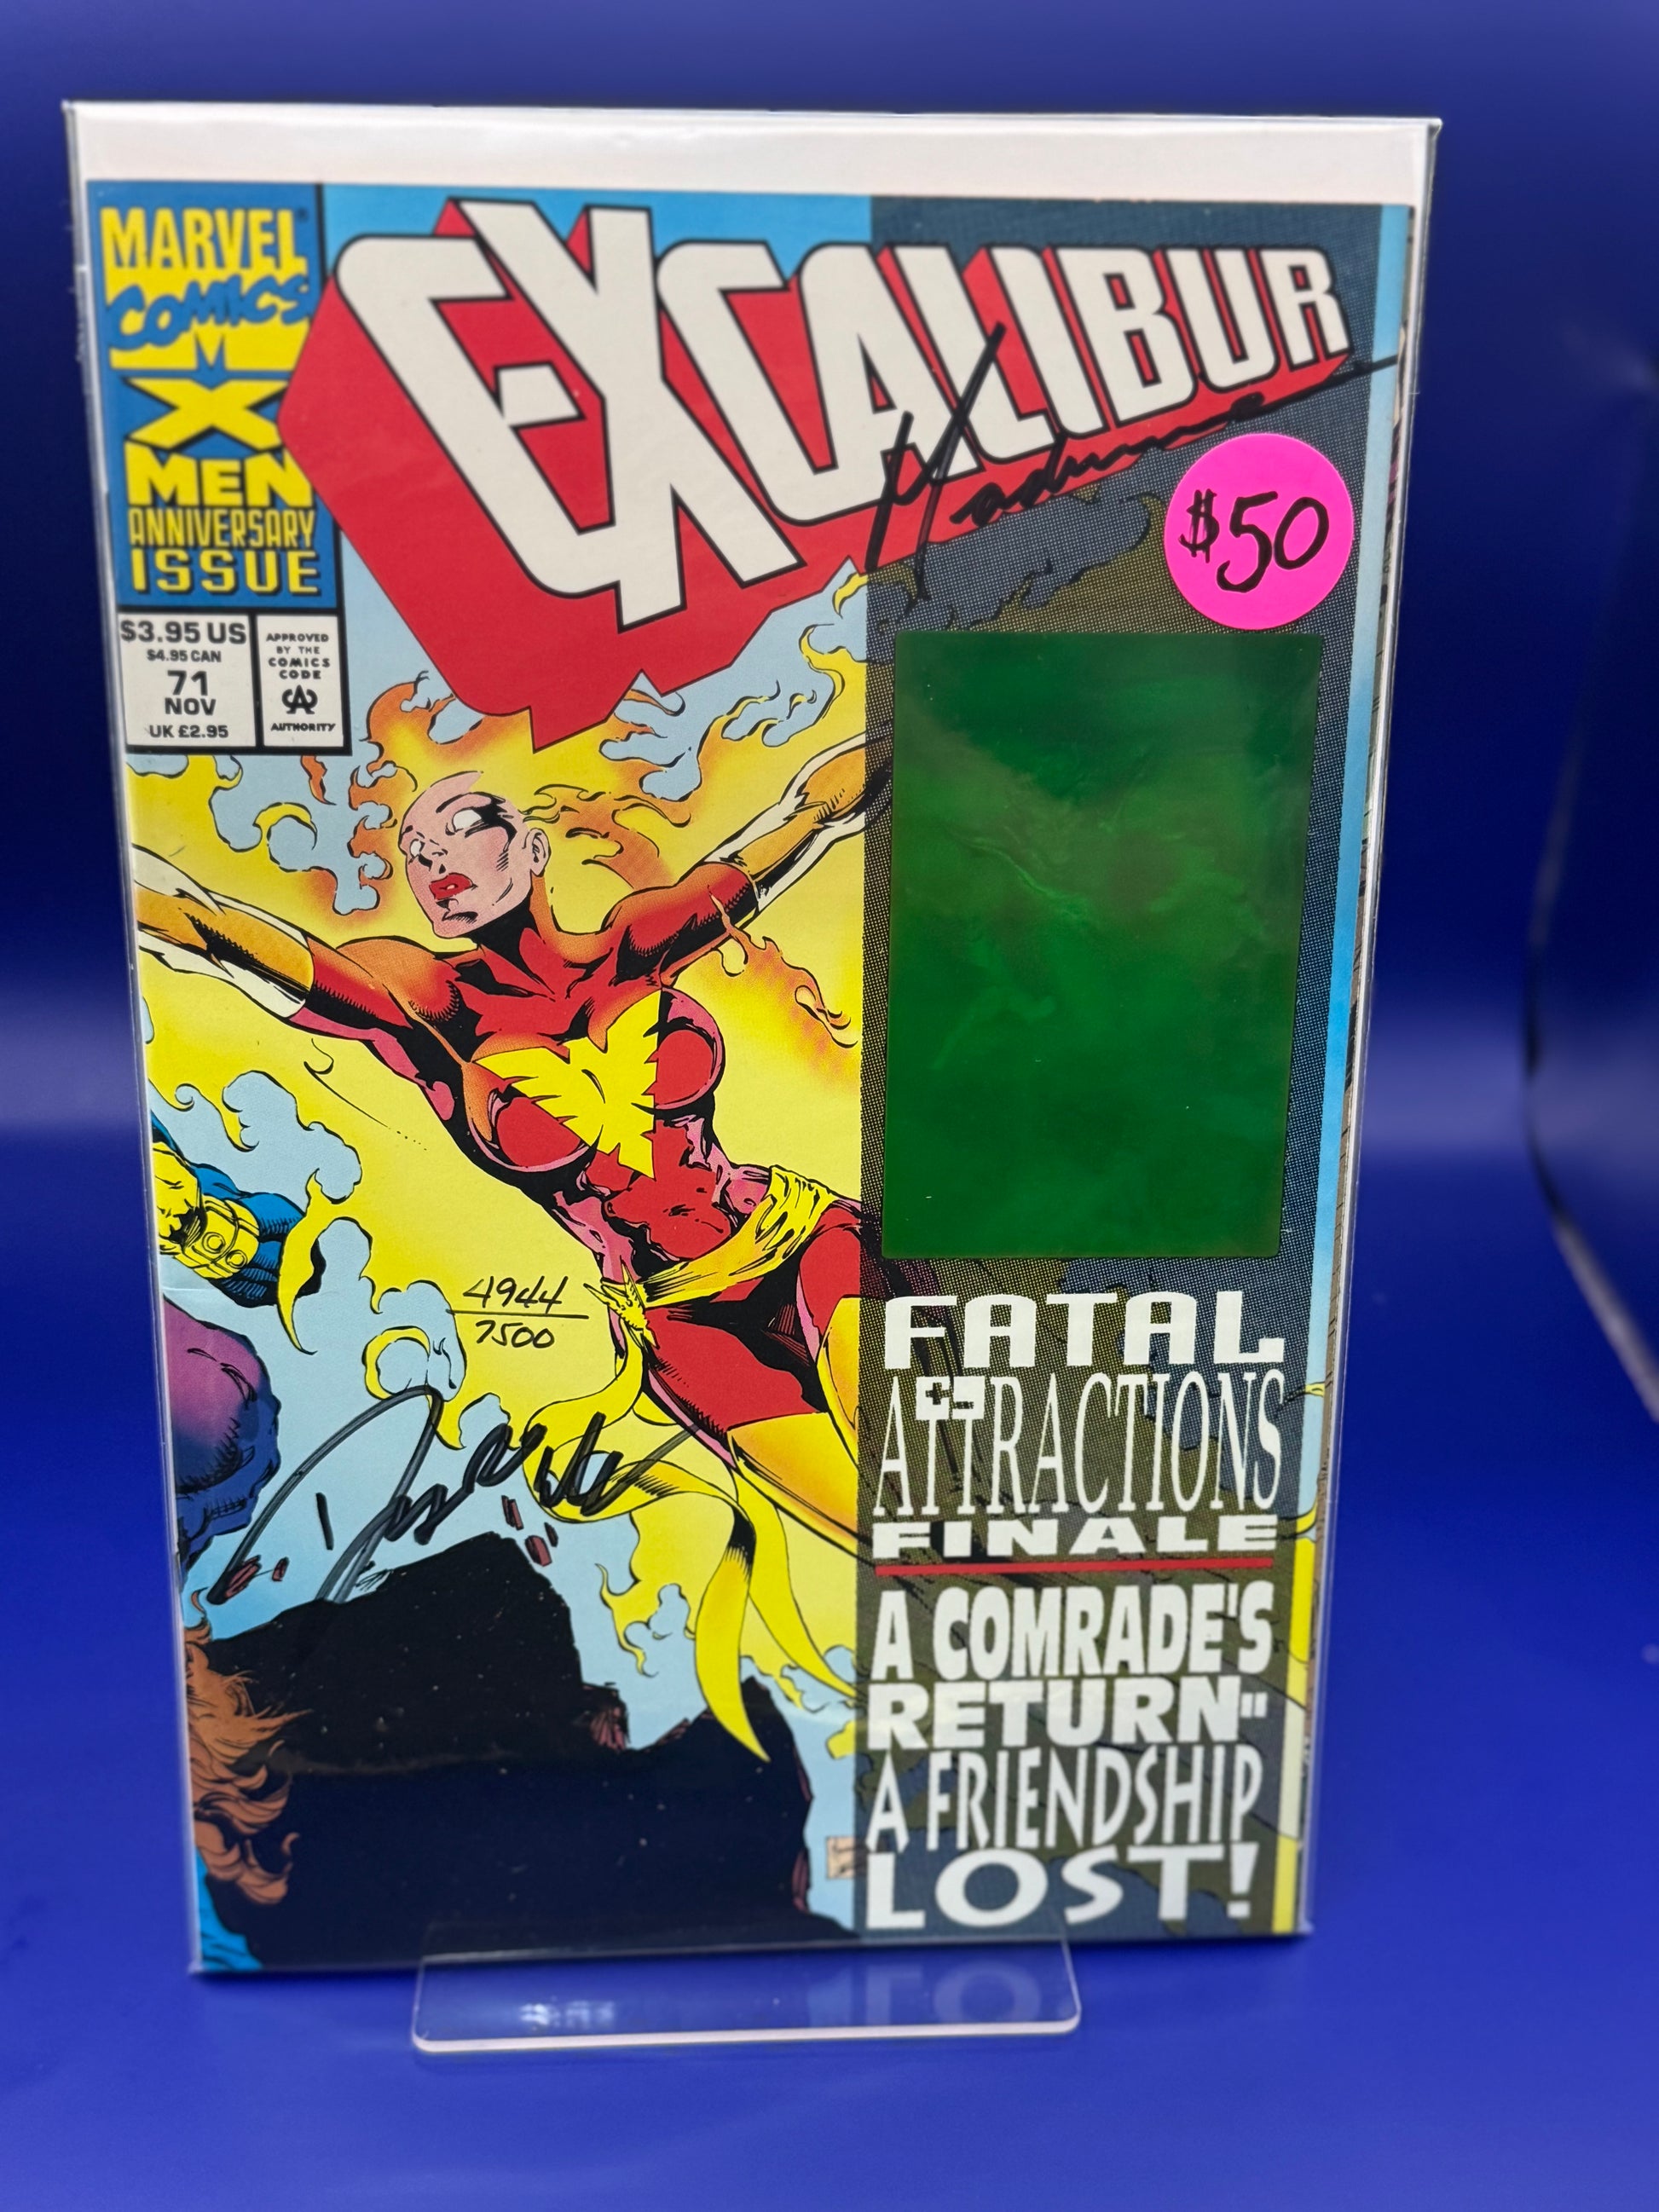 MARVEL
COMICS
X
MEN
ANNIVERSARY
ISSUE
EXCALIBUR
$3.95 US
$4.95 CAN
71
NOV
UK £2.95
APPROVED
BY THE
COMICS
CODE
CA
AUTHORITY
$50
4944
7500
FATAL
ATTRACTIONS
FINALE
A COMRADE'S
RETURN--
A FRIENDSHIP
LOST!